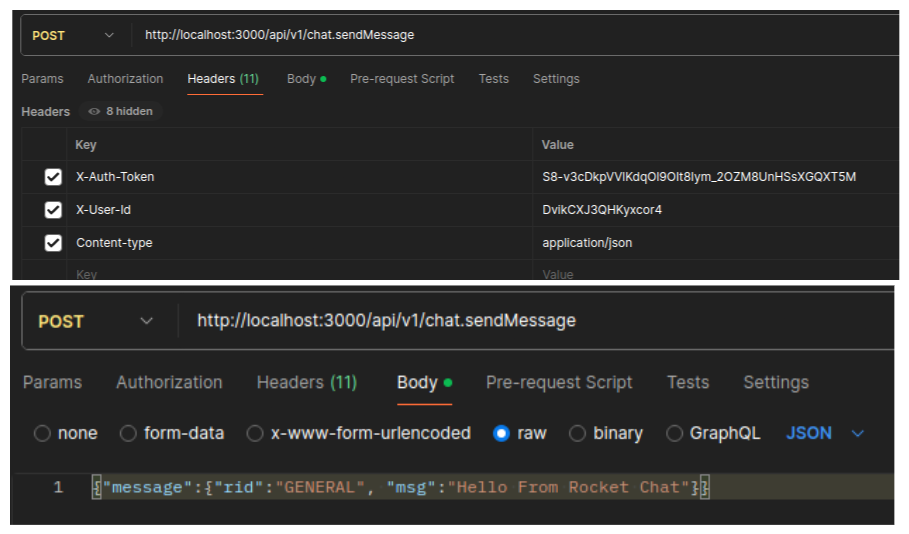 POST http://localhost:3000/api/v1/chat.sendMessage
Params Authorization Headers (11) Body Pre-request Script Tests Settings
Headers 8 hidden
Key Value
X-Auth-Token S8-v3cDkpVVlKdqOl9Olt8lym_2OZM8UnHSsXGQXT5M
X-User-Id DvikCXJ3QHKyxcor4
Content-type application/json
Key Value
POST http://localhost:3000/api/v1/chat.sendMessage
Params Authorization Headers (11) Body Pre-request Script Tests Settings
none form-data x-www-form-urlencoded raw binary GraphQL JSON
1 {"message":{"rid":"GENERAL", "msg":"Hello From Rocket Chat"}}